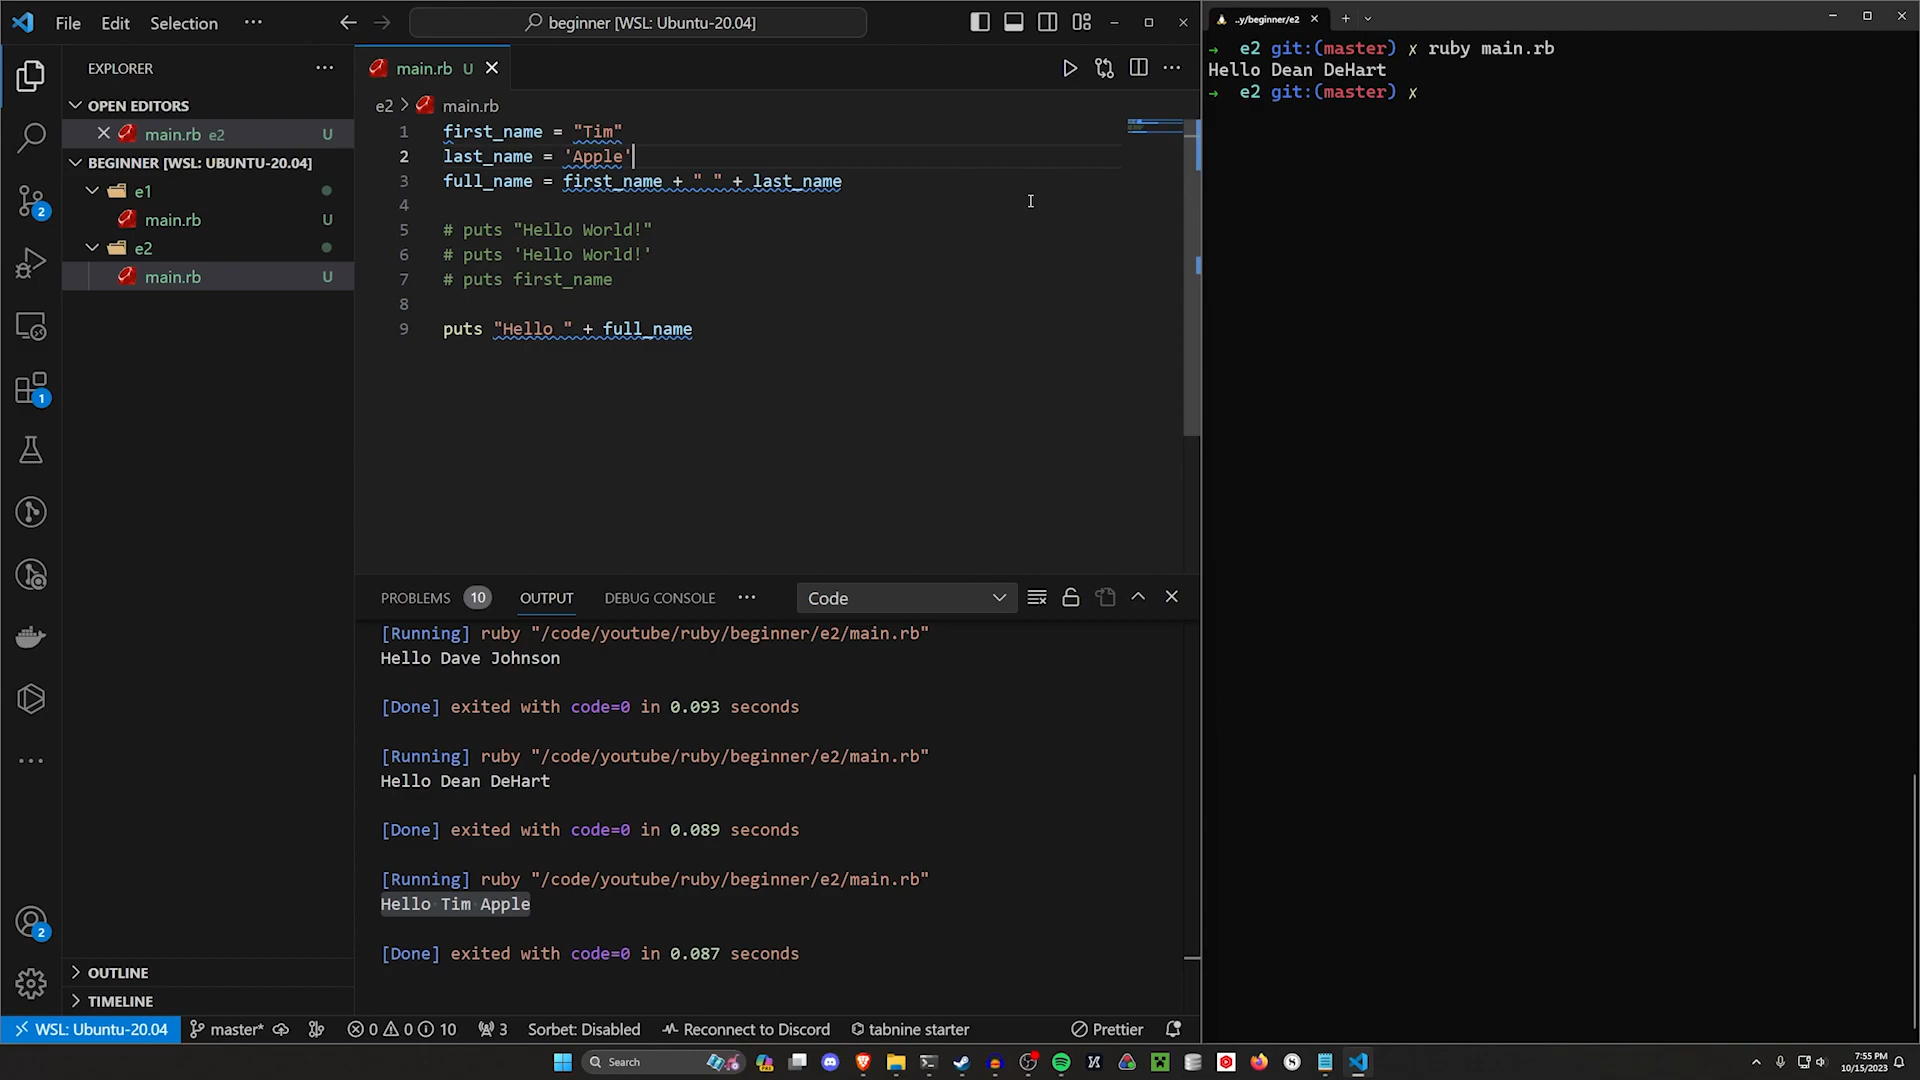 File Edit Selection ···
beginner [WSL: Ubuntu-20.04]
EXPLORER
OPEN EDITORS
main.rb e2 U
BEGINNER [WSL: UBUNTU-20.04]
e1
main.rb U
e2
main.rb U
OUTLINE
TIMELINE
2
1
2
main.rb U
e2 > main.rb
1 first_name = "Tim"
2 last_name = 'Apple'
3 full_name = first_name + " " + last_name
4
5 # puts "Hello World!"
6 # puts 'Hello World!'
7 # puts first_name
8
9 puts "Hello " + full_name
PROBLEMS 10 OUTPUT DEBUG CONSOLE ··· Code
[Running] ruby "/code/youtube/ruby/beginner/e2/main.rb"
Hello Dave Johnson
[Done] exited with code=0 in 0.093 seconds
[Running] ruby "/code/youtube/ruby/beginner/e2/main.rb"
Hello Dean DeHart
[Done] exited with code=0 in 0.089 seconds
[Running] ruby "/code/youtube/ruby/beginner/e2/main.rb"
Hello Tim Apple
[Done] exited with code=0 in 0.087 seconds
WSL: Ubuntu-20.04 master* 0 0 10 3 Sorbet: Disabled Reconnect to Discord tabnine starter Prettier
..y/beginner/e2
→ e2 git:(master) ✗ ruby main.rb
Hello Dean DeHart
→ e2 git:(master) ✗
Search
7:55 PM
10/15/2023